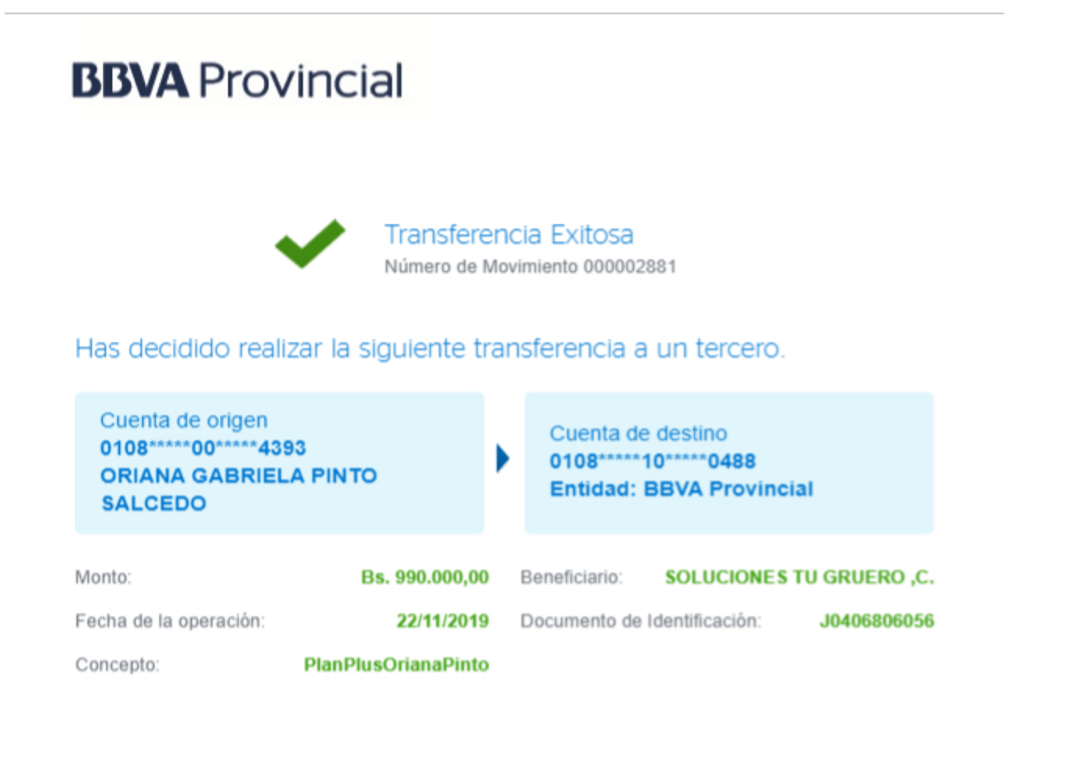 BBVA Provincial
Transferencia Exitosa
Número de Movimiento 000002881
Has decidido realizar la siguiente transferencia a un tercero.
Cuenta de origen
0108*****00*****4393
ORIANA GABRIELA PINTO
SALCEDO
Cuenta de destino
0108*****10*****0488
Entidad: BBVA Provincial
Monto: Bs. 990.000,00
Beneficiario: SOLUCIONES TU GRUERO ,C.
Fecha de la operación: 22/11/2019
Documento de Identificación: J0406806056
Concepto: PlanPlusOrianaPinto